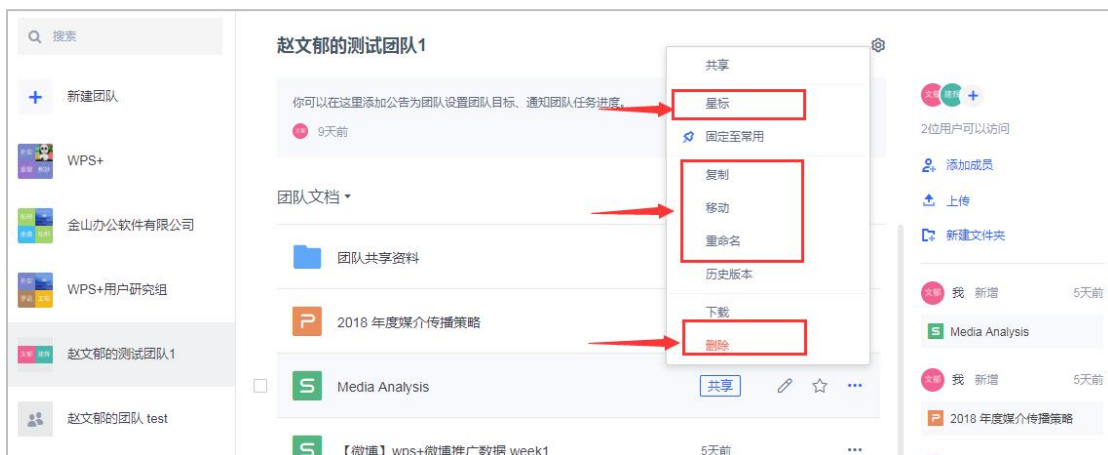 搜索
新建团队
WPS+
金山办公软件有限公司
WPS+用户研究组
赵文郁的测试团队1
赵文郁的团队 test
赵文郁的测试团队1
你可以在这里添加公告为团队设置团队目标、通知团队任务进度。
9天前
团队文档
团队共享资料
2018 年度媒介传播策略
Media Analysis
共享
【微博】wps+微博推广数据 week1
5天前
共享
星标
固定至常用
复制
移动
重命名
历史版本
下载
删除
2位用户可以访问
添加成员
上传
新建文件夹
我 新增 5天前
Media Analysis
我 新增 5天前
2018 年度媒介传播策略